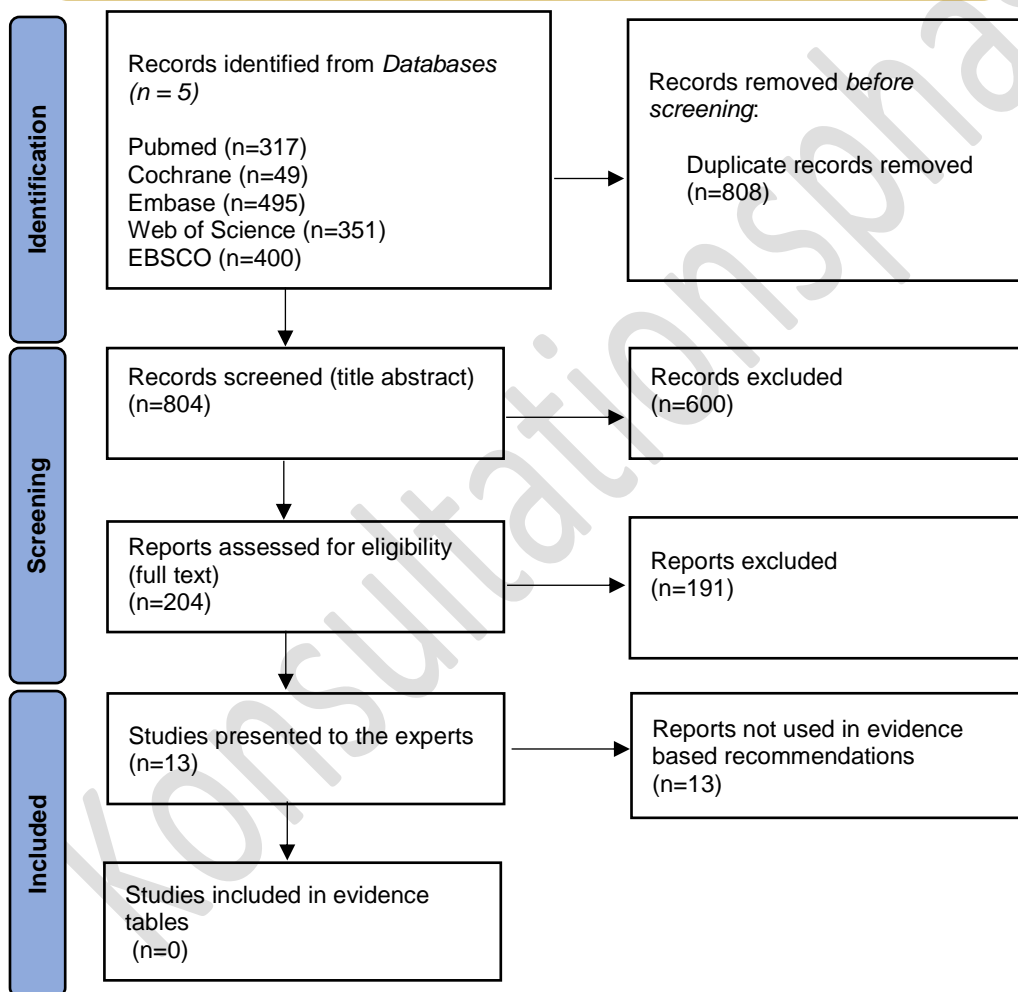 Identification
Records identified from Databases
(n = 5)
Pubmed (n=317)
Cochrane (n=49)
Embase (n=495)
Web of Science (n=351)
EBSCO (n=400)
Records removed before
screening:
Duplicate records removed
(n=808)
Screening
Records screened (title abstract)
(n=804)
Records excluded
(n=600)
Reports assessed for eligibility
(full text)
(n=204)
Reports excluded
(n=191)
Included
Studies presented to the experts
(n=13)
Reports not used in evidence
based recommendations
(n=13)
Studies included in evidence
tables
(n=0)
Konsultationspha